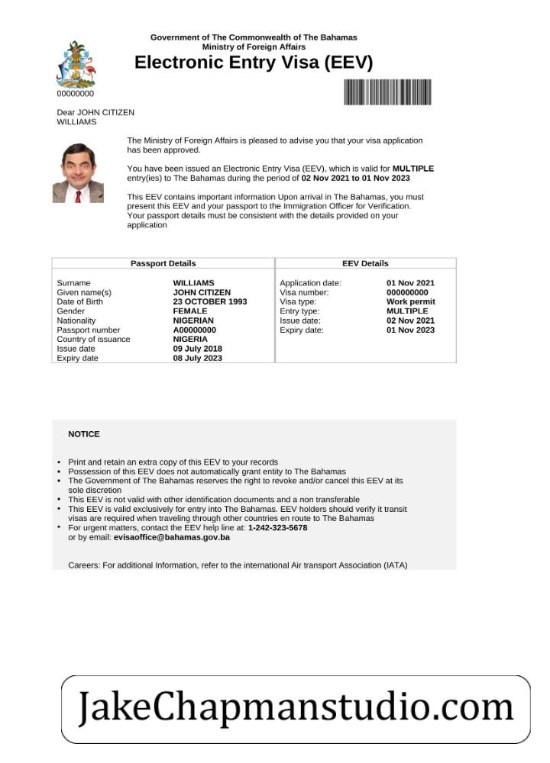 Government of The Commonwealth of The Bahamas
Ministry of Foreign Affairs
Electronic Entry Visa (EEV)
00000000
Dear JOHN CITIZEN
WILLIAMS
The Ministry of Foreign Affairs is pleased to advise you that your visa application
has been approved.
You have been issued an Electronic Entry Visa (EEV), which is valid for MULTIPLE
entry(ies) to The Bahamas during the period of 02 Nov 2021 to 01 Nov 2023
This EEV contains important information Upon arrival in The Bahamas, you must
present this EEV and your passport to the Immigration Officer for Verification.
Your passport details must be consistent with the details provided on your
application
Passport Details
Surname WILLIAMS
Given name(s) JOHN CITIZEN
Date of Birth 23 OCTOBER 1993
Gender FEMALE
Nationality NIGERIAN
Passport number A00000000
Country of issuance NIGERIA
Issue date 09 July 2018
Expiry date 08 July 2023
EEV Details
Application date: 01 Nov 2021
Visa number: 000000000
Visa type: Work permit
Entry type: MULTIPLE
Issue date: 02 Nov 2021
Expiry date: 01 Nov 2023
NOTICE
• Print and retain an extra copy of this EEV to your records
• Possession of this EEV does not automatically grant entity to The Bahamas
• The Government of The Bahamas reserves the right to revoke and/or cancel this EEV at its
sole discretion
• This EEV is not valid with other identification documents and a non transferable
• This EEV is valid exclusively for entry into The Bahamas. EEV holders should verify it transit
visas are required when traveling through other countries en route to The Bahamas
• For urgent matters, contact the EEV help line at: 1-242-323-5678
or by email: evisaoffice@bahamas.gov.ba
Careers: For additional Information, refer to the international Air transport Association (IATA)
JakeChapmanstudio.com